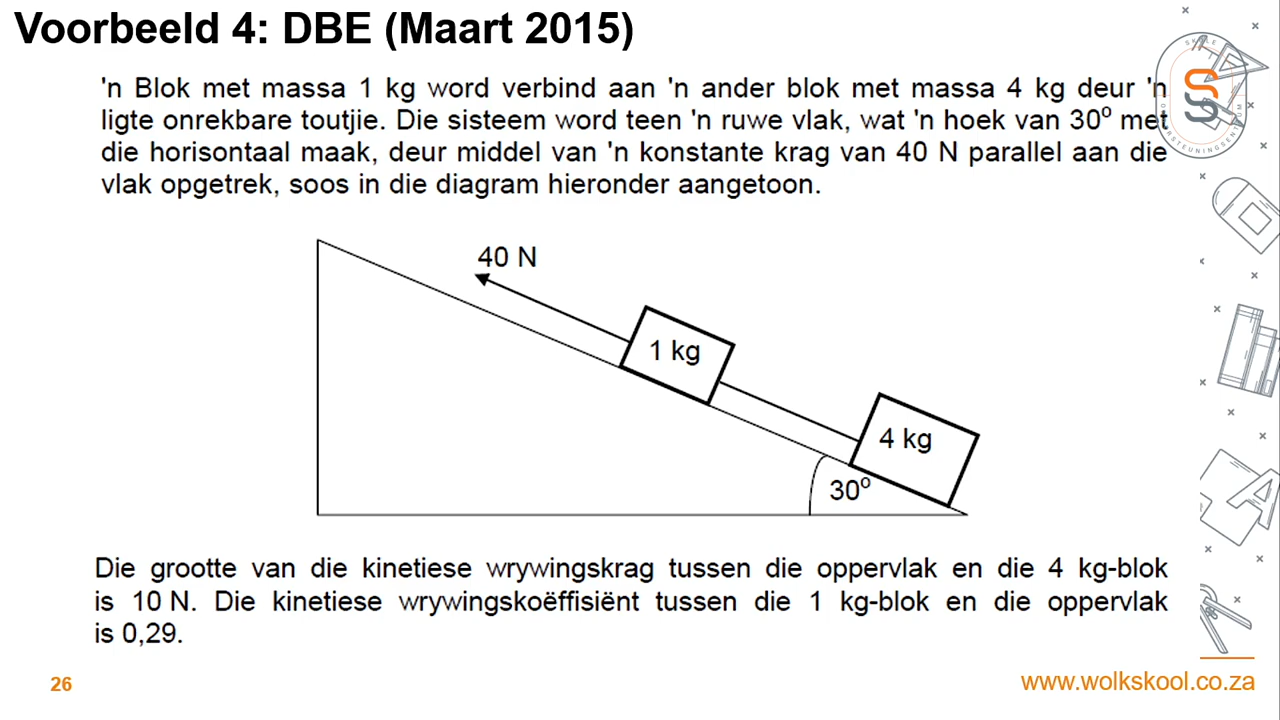 Voorbeeld 4: DBE (Maart 2015)
'n Blok met massa 1 kg word verbind aan 'n ander blok met massa 4 kg deur 'n
ligte onrekbare toutjie. Die sisteem word teen 'n ruwe vlak, wat 'n hoek van 30º met
die horisontaal maak, deur middel van 'n konstante krag van 40 N parallel aan die
vlak opgetrek, soos in die diagram hieronder aangetoon.
40 N
1 kg
4 kg
30º
Die grootte van die kinetiese wrywingskrag tussen die oppervlak en die 4 kg-blok
is 10 N. Die kinetiese wrywingskoëffisiënt tussen die 1 kg-blok en die oppervlak
is 0,29.
26
www.wolkskool.co.za